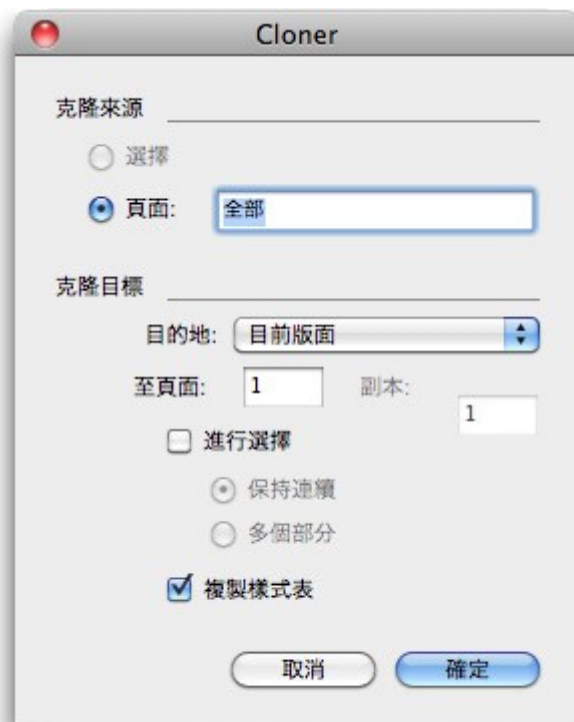 Cloner
克隆來源
選擇
頁面: 全部
克隆目標
目的地: 目前版面
至頁面: 1 副本: 1
進行選擇
保持連續
多個部分
複製樣式表
取消 確定